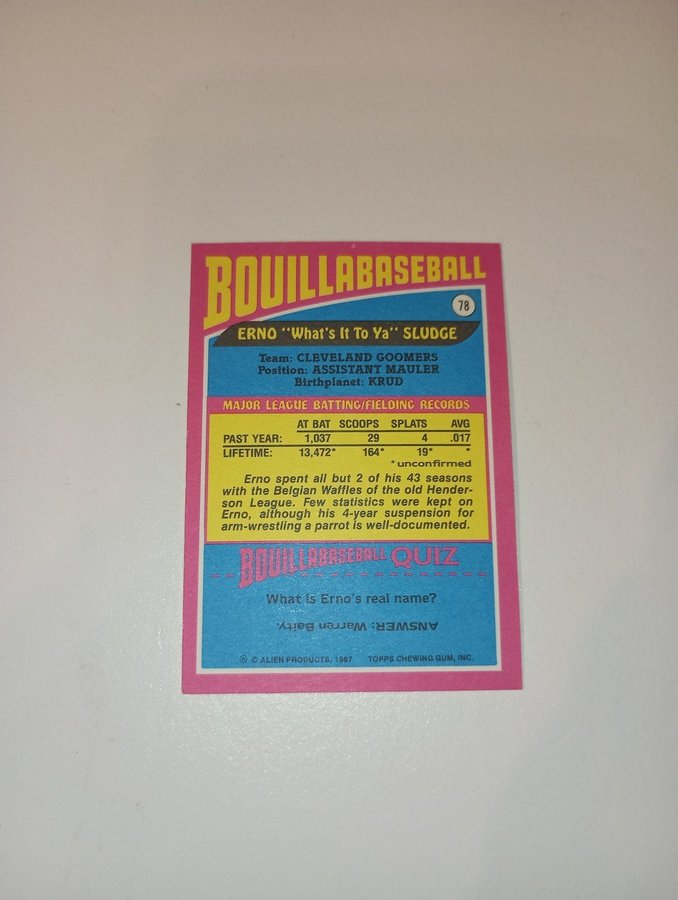 BOUILLABASEBALL
78
ERNO "What's It To Ya" SLUDGE
Team: CLEVELAND GOOMERS
Position: ASSISTANT MAULER
Birthplanet: KRUD
MAJOR LEAGUE BATTING/FIELDING RECORDS
AT BAT SCOOPS SPLATS AVG
PAST YEAR: 1,037 29 4 .017
LIFETIME: 13,472* 164* 19* *
*unconfirmed
Erno spent all but 2 of his 43 seasons
with the Belgian Waffles of the old Hender-
son League. Few statistics were kept on
Erno, although his 4-year suspension for
arm-wrestling a parrot is well-documented.
BOUILLABASEBALL QUIZ
What is Erno's real name?
ANSWER: Warren Baity.
® © ALIEN PRODUCTS, 1987 TOPPS CHEWING GUM, INC.